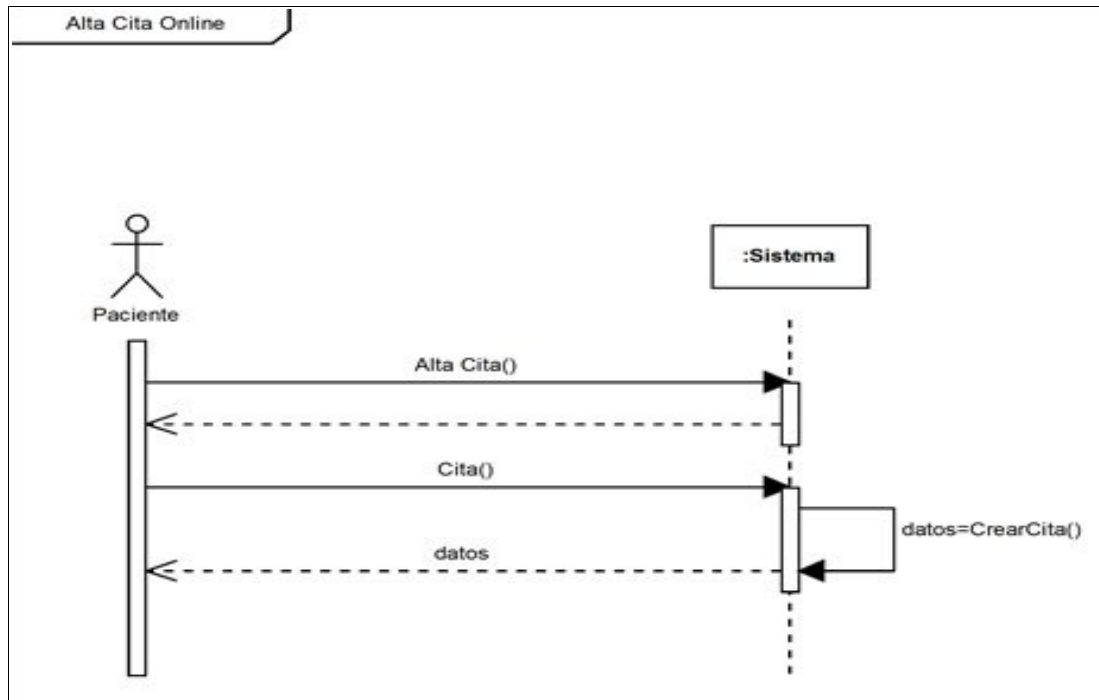 Alta Cita Online
Paciente
:Sistema
Alta Cita()
Cita()
datos=CrearCita()
datos